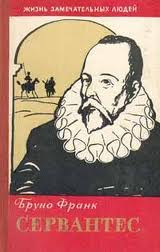 ЖИЗНЬ ЗАМЕЧАТЕЛЬНЫХ ЛЮДЕЙ
Бруно Франк
СЕРВАНТЕС